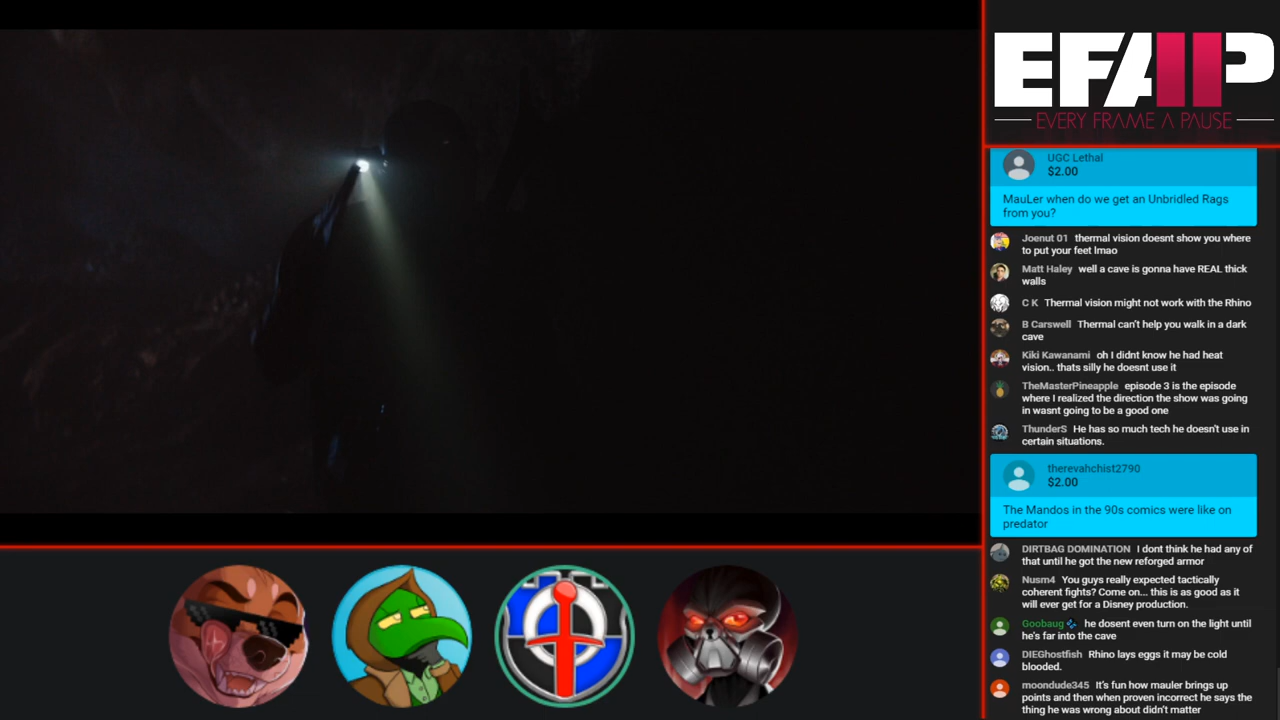 EFAP
EVERY FRAME A PAUSE
UGC Lethal
$2.00
MauLer when do we get an Unbridled Rags
from you?
Joenut 01 thermal vision doesnt show you where
to put your feet lmao
Matt Haley well a cave is gonna have REAL thick
walls
C K Thermal vision might not work with the Rhino
B Carswell Thermal can't help you walk in a dark
cave
Kiki Kawanami oh I didnt know he had heat
vision.. thats silly he doesnt use it
TheMasterPineapple episode 3 is the episode
where I realized the direction the show was going
in wasnt going to be a good one
ThunderS He has so much tech he doesn't use in
certain situations.
therevahchist2790
$2.00
The Mandos in the 90s comics were like on
predator
DIRTBAG DOMINATION I dont think he had any of
that until he got the new reforged armor
Nusm4 You guys really expected tactically
coherent fights? Come on... this is as good as it
will ever get for a Disney production.
Goobaug he dosent even turn on the light until
he's far into the cave
DIEGhostfish Rhino lays eggs it may be cold
blooded.
moondude345 It's fun how mauler brings up
points and then when proven incorrect he says the
thing he was wrong about didn't matter